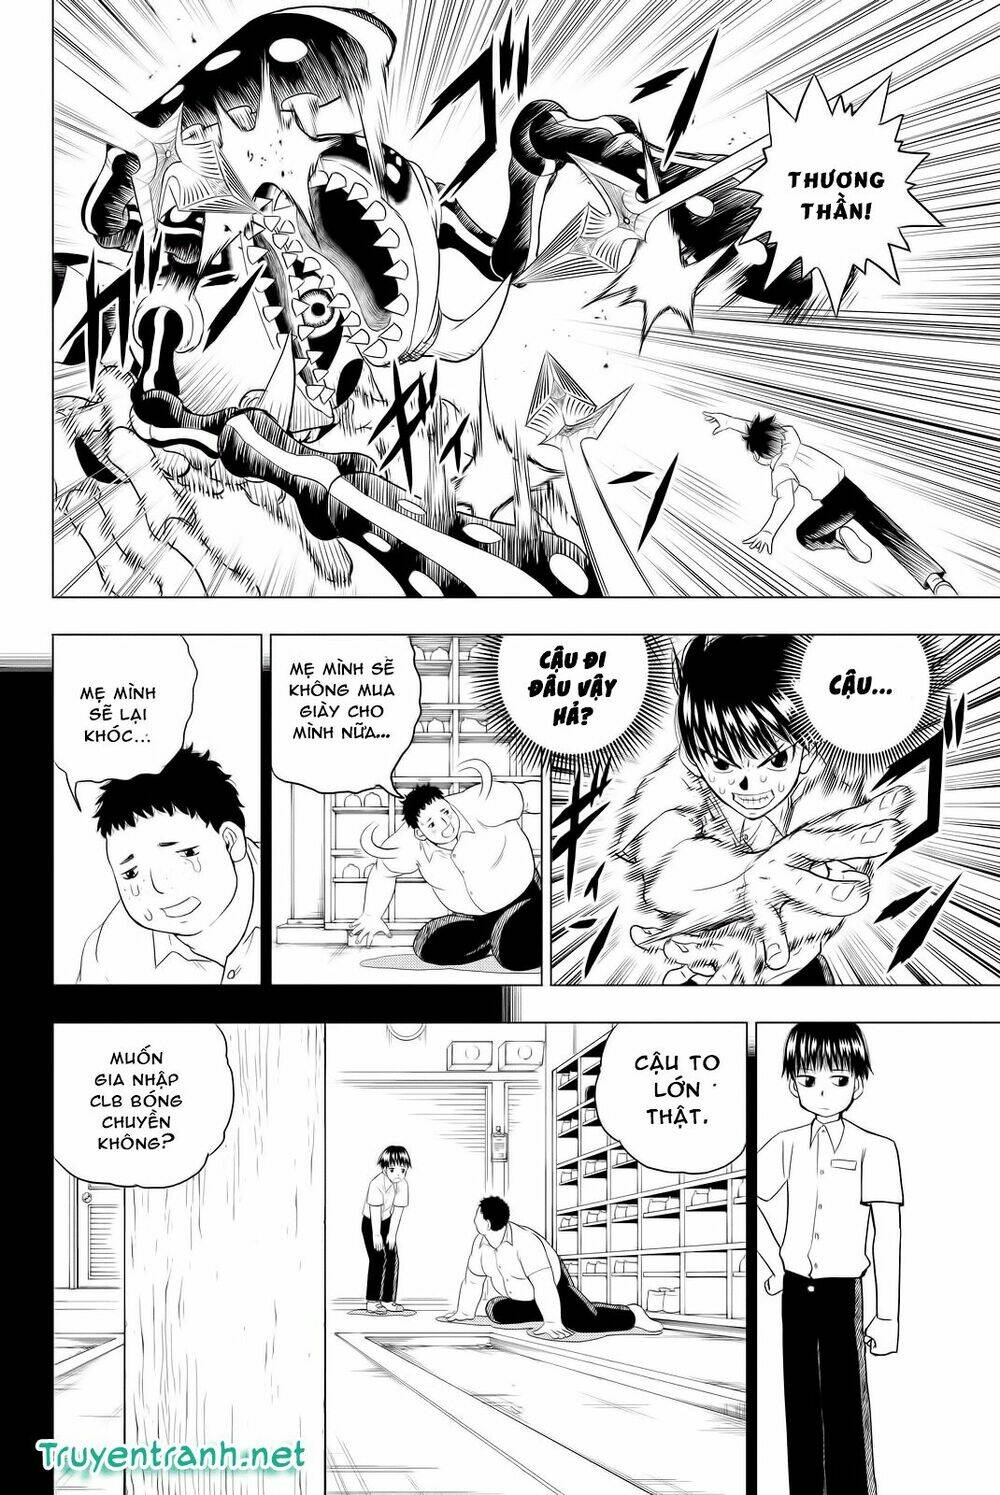 THƯƠNG
THẦN!
CẬU...
CẬU ĐI
ĐÂU VẬY
HẢ?
MẸ MÌNH SẼ
KHÔNG MUA
GIÀY CHO
MÌNH NỮA...
MẸ MÌNH
SẼ LẠI
KHÓC...
CẬU TO
LỚN
THẬT.
MUỐN
GIA NHẬP
CLB BÓNG
CHUYỀN
KHÔNG?
Truyentranh.net